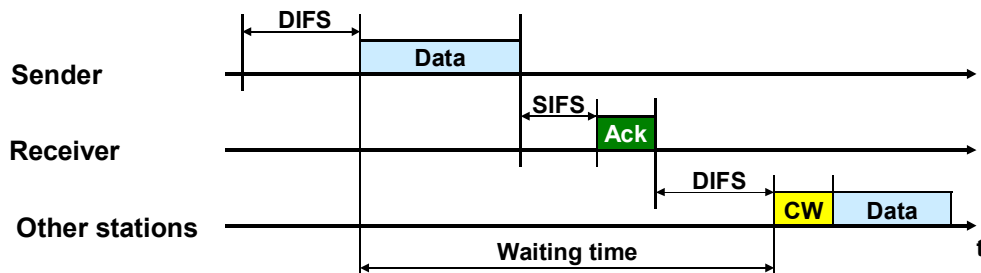 DIFS
Data
Sender
SIFS
Ack
Receiver
DIFS
CW Data
Other stations
t
Waiting time